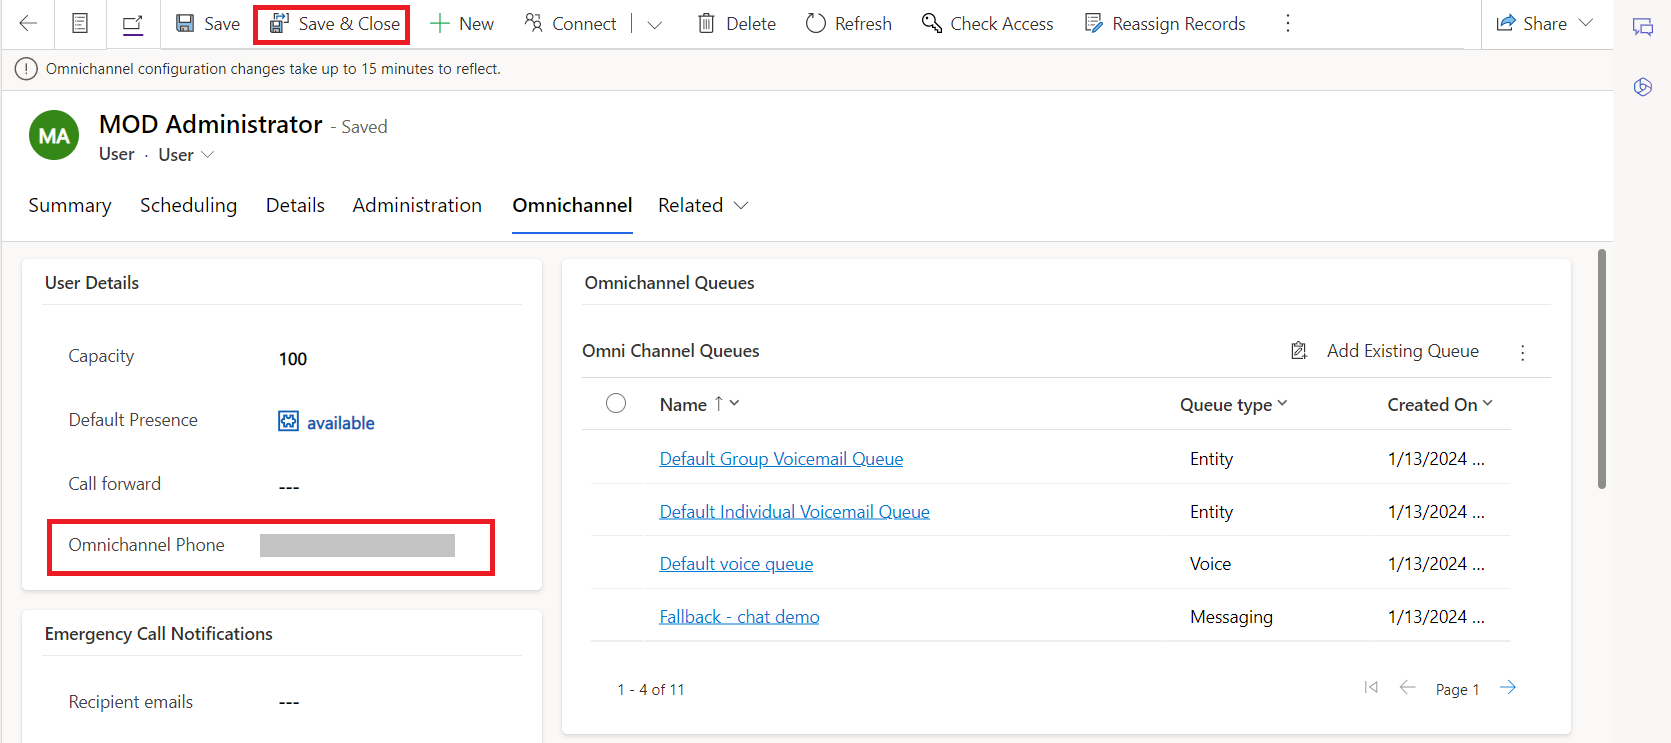 Save Save & Close New Connect Delete Refresh Check Access Reassign Records Share
Omnichannel configuration changes take up to 15 minutes to reflect.
MA
MOD Administrator - Saved
User · User
Summary Scheduling Details Administration Omnichannel Related
User Details
Capacity 100
Default Presence available
Call forward ---
Omnichannel Phone
Emergency Call Notifications
Recipient emails ---
Omnichannel Queues
Omni Channel Queues Add Existing Queue
Name ↑ Queue type Created On
Default Group Voicemail Queue Entity 1/13/2024 ...
Default Individual Voicemail Queue Entity 1/13/2024 ...
Default voice queue Voice 1/13/2024 ...
Fallback - chat demo Messaging 1/13/2024 ...
1 - 4 of 11 Page 1